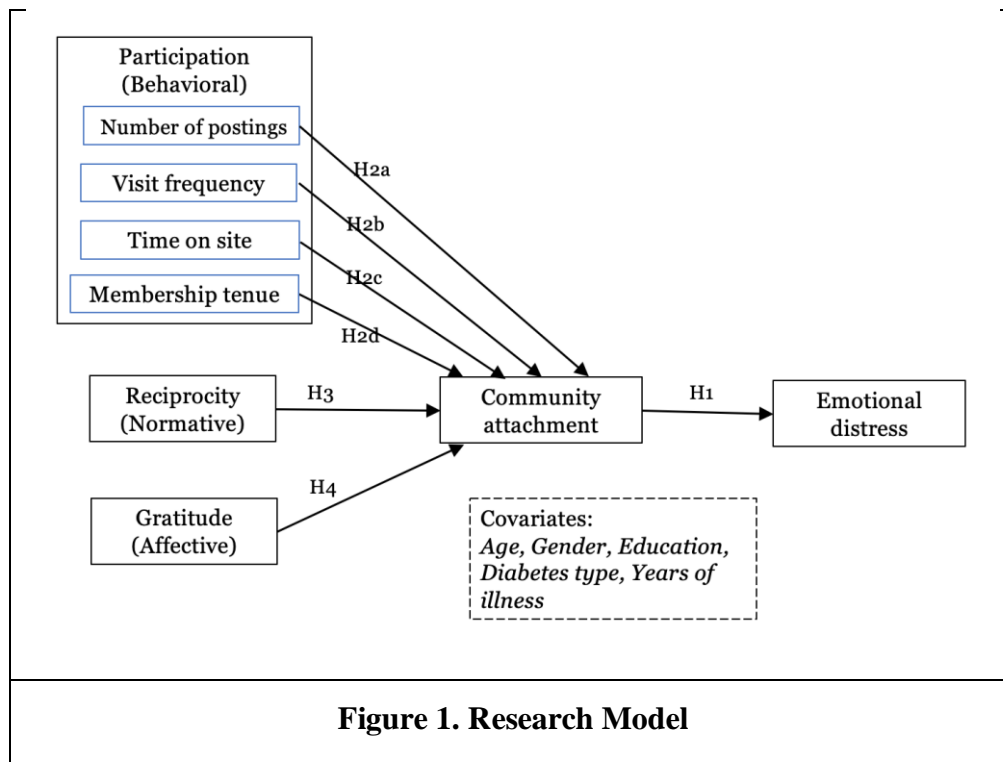 Participation
(Behavioral)
Number of postings
Visit frequency
Time on site
Membership tenue
H2a
H2b
H2c
H2d
Reciprocity
(Normative)
H3
Community
attachment
H1
Emotional
distress
Gratitude
(Affective)
H4
Covariates:
Age, Gender, Education,
Diabetes type, Years of
illness
Figure 1. Research Model